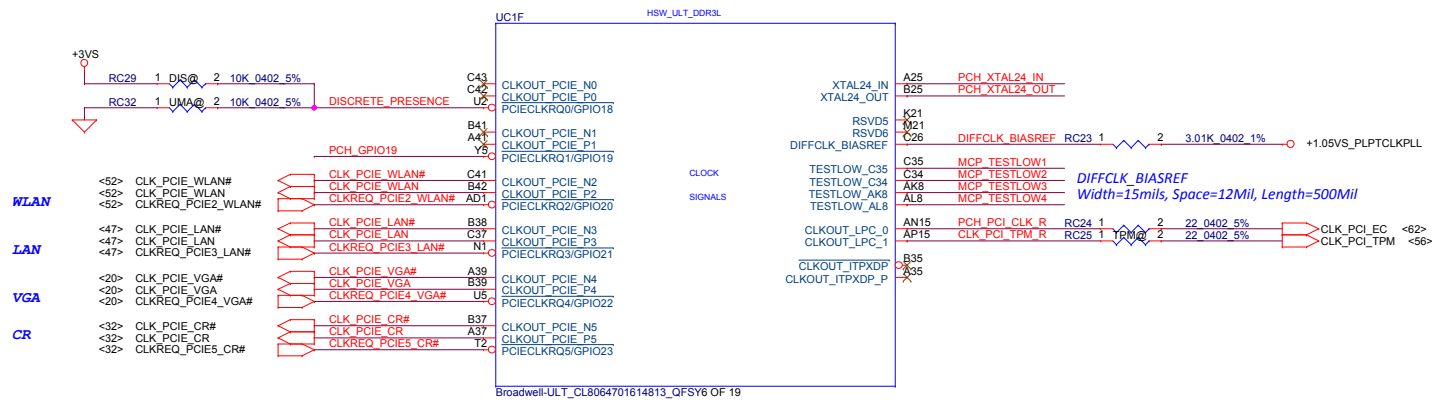 UC1F HSW_ULT_DDR3L
+3VS
RC29 1 DIS@ 2 10K_0402_5%
RC32 1 UMA@ 2 10K_0402_5% DISCRETE_PRESENCE
C43 CLKOUT_PCIE_N0
C42 CLKOUT_PCIE_P0
U2 PCIECLKRQ0/GPIO18
B41 CLKOUT_PCIE_N1
A41 CLKOUT_PCIE_P1
PCH_GPIO19 Y5 PCIECLKRQ1/GPIO19
WLAN
<52> CLK_PCIE_WLAN# CLK_PCIE_WLAN# C41 CLKOUT_PCIE_N2
<52> CLK_PCIE_WLAN CLK_PCIE_WLAN B42 CLKOUT_PCIE_P2
<52> CLKREQ_PCIE2_WLAN# CLKREQ_PCIE2_WLAN# AD1 PCIECLKRQ2/GPIO20
LAN
<47> CLK_PCIE_LAN# CLK_PCIE_LAN# B38 CLKOUT_PCIE_N3
<47> CLK_PCIE_LAN CLK_PCIE_LAN C37 CLKOUT_PCIE_P3
<47> CLKREQ_PCIE3_LAN# CLKREQ_PCIE3_LAN# N1 PCIECLKRQ3/GPIO21
VGA
<20> CLK_PCIE_VGA# CLK_PCIE_VGA# A39 CLKOUT_PCIE_N4
<20> CLK_PCIE_VGA CLK_PCIE_VGA B39 CLKOUT_PCIE_P4
<20> CLKREQ_PCIE4_VGA# CLKREQ_PCIE4_VGA# U5 PCIECLKRQ4/GPIO22
CR
<32> CLK_PCIE_CR# CLK_PCIE_CR# B37 CLKOUT_PCIE_N5
<32> CLK_PCIE_CR CLK_PCIE_CR A37 CLKOUT_PCIE_P5
<32> CLKREQ_PCIE5_CR# CLKREQ_PCIE5_CR# T2 PCIECLKRQ5/GPIO23
CLOCK
SIGNALS
XTAL24_IN A25 PCH_XTAL24_IN
XTAL24_OUT B25 PCH_XTAL24_OUT
RSVD5 K21
RSVD6 M21
DIFFCLK_BIASREF C26 DIFFCLK_BIASREF RC23 1 2 3.01K_0402_1% +1.05VS_PLPTCLKPLL
TESTLOW_C35 C35 MCP_TESTLOW1
TESTLOW_C34 C34 MCP_TESTLOW2
TESTLOW_AK8 AK8 MCP_TESTLOW3
TESTLOW_AL8 AL8 MCP_TESTLOW4
DIFFCLK_BIASREF
Width=15mils, Space=12Mil, Length=500Mil
CLKOUT_LPC_0 AN15 PCH_PCI_CLK_R RC24 1 2 22_0402_5% CLK_PCI_EC <62>
CLKOUT_LPC_1 AP15 CLK_PCI_TPM_R RC25 1 TPM@ 2 22_0402_5% CLK_PCI_TPM <56>
CLKOUT_ITPXDP B35
CLKOUT_ITPXDP_P A35
Broadwell-ULT_CL8064701614813_QFSY6 OF 19